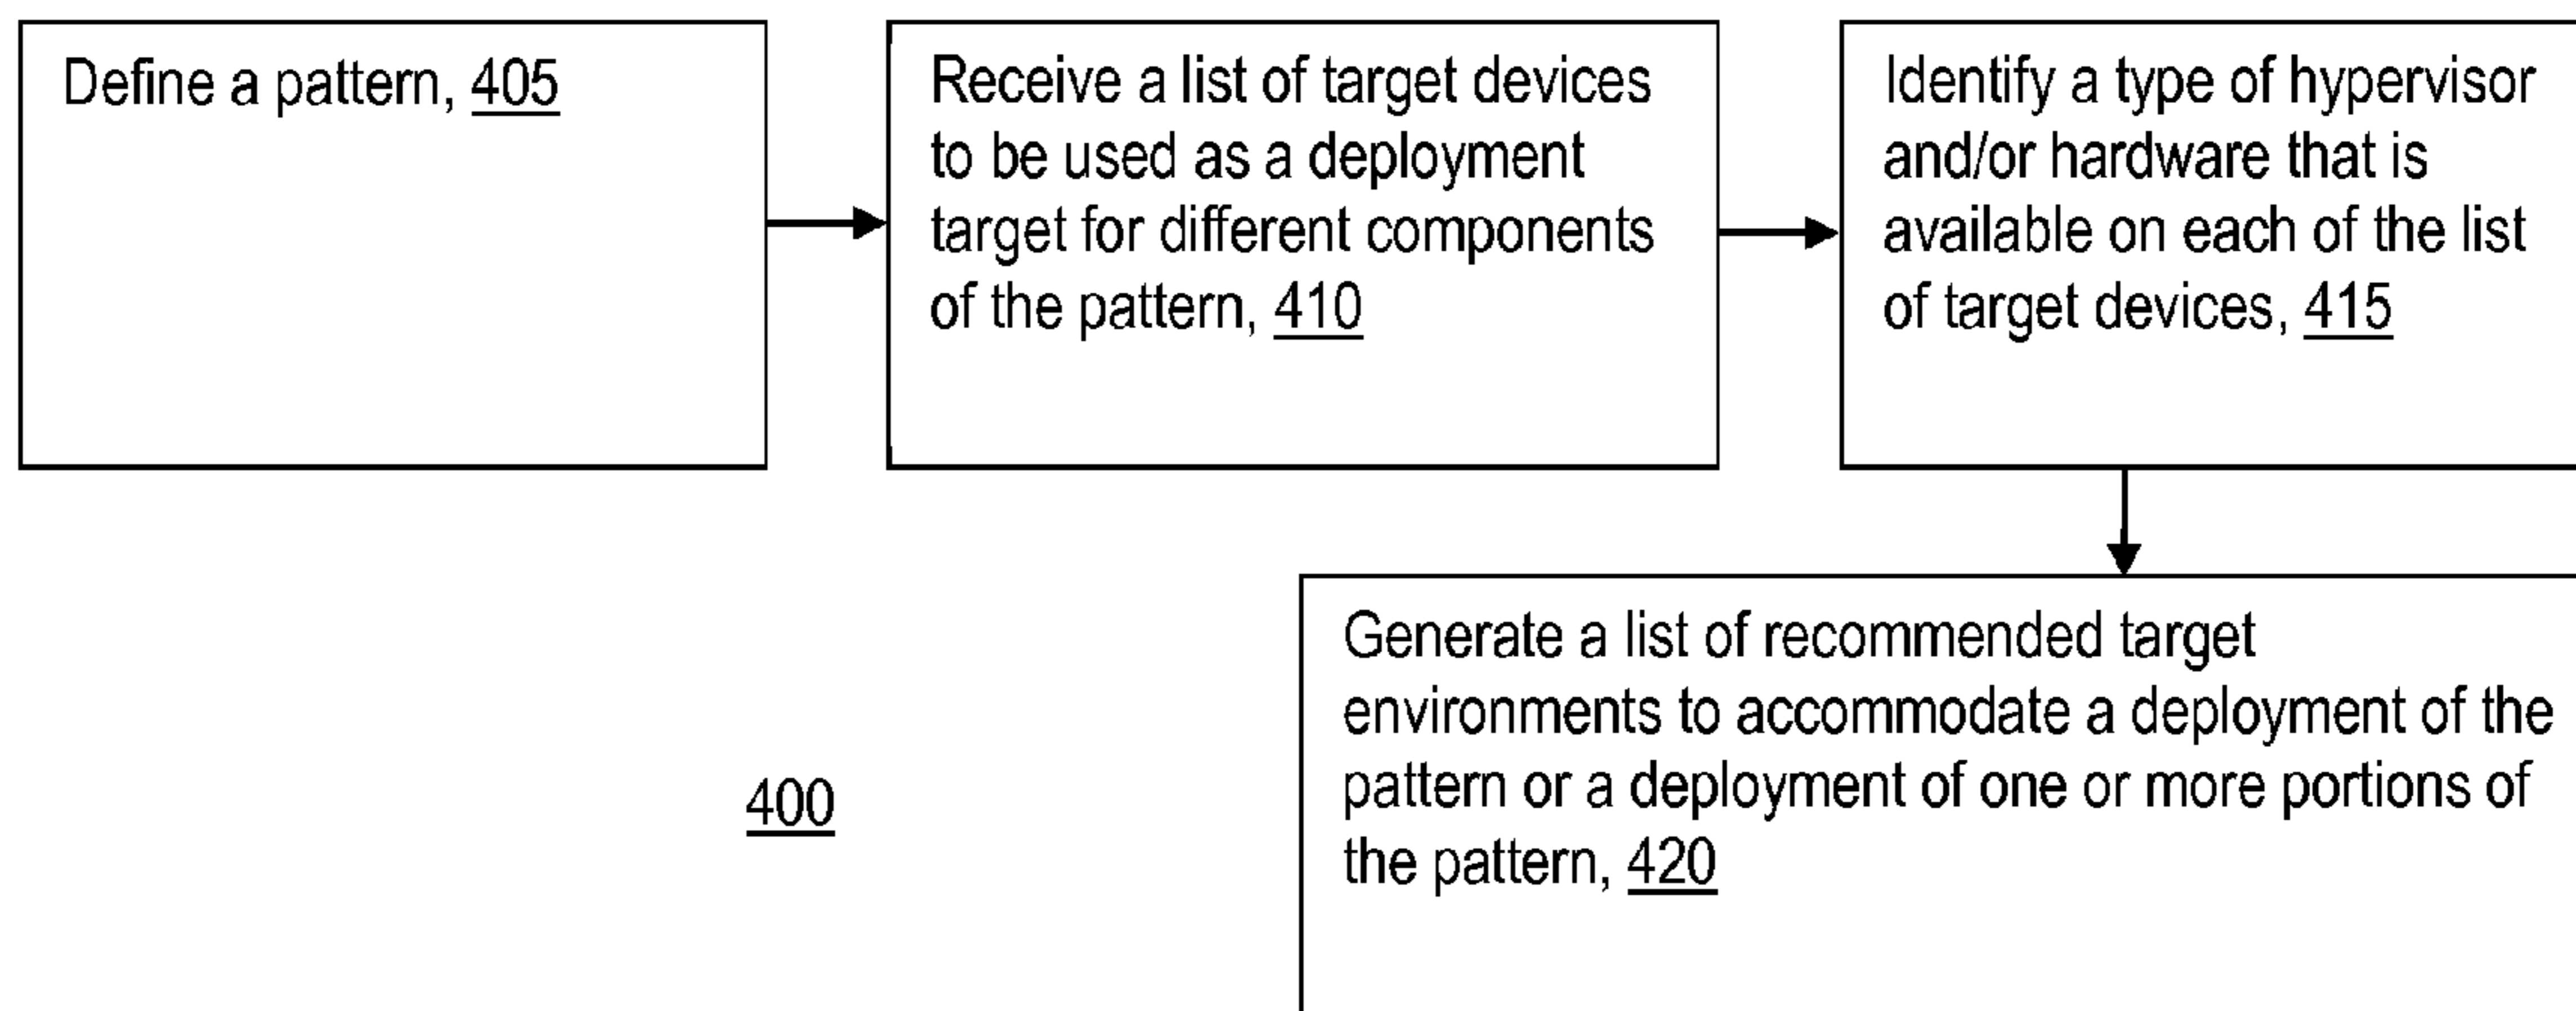 Define a pattern, 405
Receive a list of target devices
to be used as a deployment
target for different components
of the pattern, 410
Identify a type of hypervisor
and/or hardware that is
available on each of the list
of target devices, 415
Generate a list of recommended target
environments to accommodate a deployment of the
pattern or a deployment of one or more portions of
the pattern, 420
400